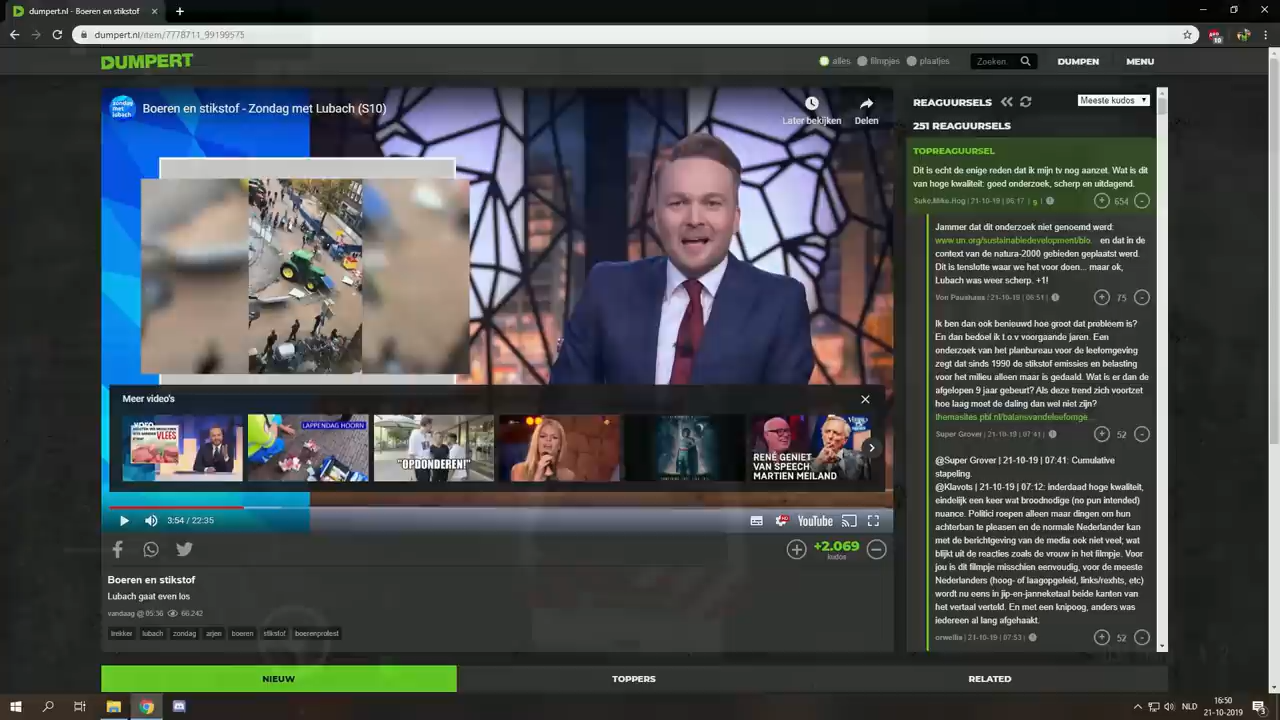 dumpert.nl - Boeren en stikstof
dumpert.nl/item/7778711_99199575
DUMPERT
alles
filmpjes
plaatjes
Zoeken
DUMPEN
MENU
zondag
met
lubach
Boeren en stikstof - Zondag met Lubach (S10)
Later bekijken
Delen
REAGUURSELS
Meeste kudos
251 REAGUURSELS
TOPREAGUURSEL
Dit is echt de enige reden dat ik mijn tv nog aanzet. Wat is dit
van hoge kwaliteit: goed onderzoek, scherp en uitdagend.
Suke.Mike.Hog | 21-10-19 | 06:17 |
654
Jammer dat dit onderzoek niet genoemd werd:
www.un.org/sustainabledevelopment/bio.. en dat in de
context van de natura-2000 gebieden geplaatst werd.
Dit is tenslotte waar we het voor doen... maar ok,
Lubach was weer scherp. +1!
Von Paushaus | 21-10-19 | 06:51 |
75
Ik ben dan ook benieuwd hoe groot dat probleem is?
En dan bedoel ik t.o.v voorgaande jaren. Een
onderzoek van het planbureau voor de leefomgeving
zegt dat sinds 1990 de stikstof emissies en belasting
voor het milieu alleen maar is gedaald. Wat is er dan de
afgelopen 9 jaar gebeurt? Als deze trend zich voortzet
hoe laag moet de daling dan wel niet zijn?
themasites.pbl.nl/balansvandeleefomge...
Super Grover | 21-10-19 | 07:41 |
52
@Super Grover | 21-10-19 | 07:41: Cumulative
stapeling.
@Klavots | 21-10-19 | 07:12: inderdaad hoge kwaliteit,
eindelijk een keer wat broodnodige (no pun intended)
nuance. Politici roepen alleen maar dingen om hun
achterban te pleasen en de normale Nederlander kan
met de berichtgeving van de media ook niet veel; wat
blijkt uit de reacties zoals de vrouw in het filmpje. Voor
jou is dit filmpje misschien eenvoudig, voor de meeste
Nederlanders (hoog- of laagopgeleid, links/rexhts, etc)
wordt nu eens in jip-en-janneketaal beide kanten van
het vertaal verteld. En met een knipoog, anders was
iedereen al lang afgehaakt.
orwellia | 21-10-19 | 07:53 |
52
Meer video's
VLEES
LAPPENDAG HOORN
"OPDONDEREN!"
RENÉ GENIET
VAN SPEECH
MARTIEN MEILAND
3:54 / 22:35
YouTube
+2.069
kudos
Boeren en stikstof
Lubach gaat even los
vandaag @ 05:36 66.242
trekker lubach zondag arjen boeren stikstof boerenprotest
NIEUW
TOPPERS
RELATED
NLD
16:50
21-10-2019
3